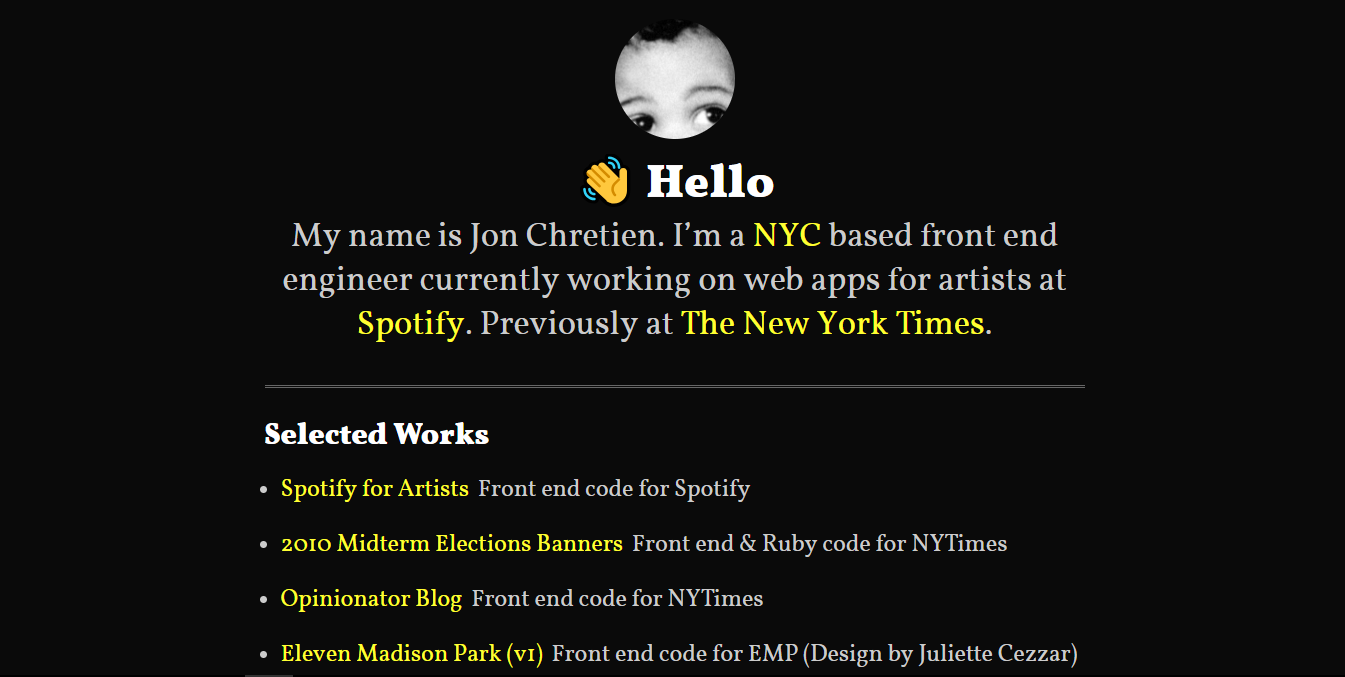 👋 Hello
My name is Jon Chretien. I’m a NYC based front end
engineer currently working on web apps for artists at
Spotify. Previously at The New York Times.
Selected Works
• Spotify for Artists Front end code for Spotify
• 2010 Midterm Elections Banners Front end & Ruby code for NYTimes
• Opinionator Blog Front end code for NYTimes
• Eleven Madison Park (v1) Front end code for EMP (Design by Juliette Cezzar)